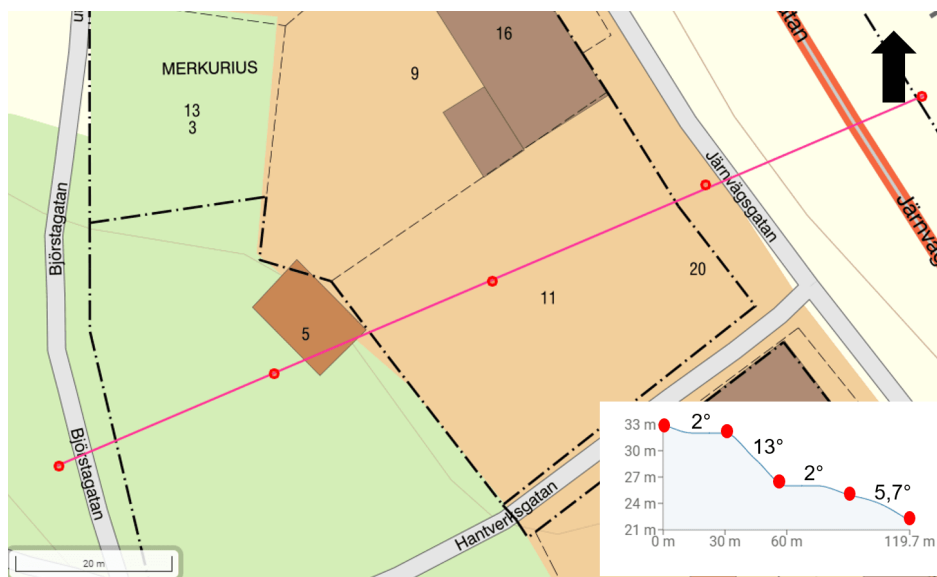 MERKURIUS
13
3
9
16
Björstagatan
Järnvägsgatan
20
11
5
Björstagatan
Hantverksgatan
20 m
33 m
30 m
27 m
24 m
21 m
2°
13°
2°
5,7°
0 m
30 m
60 m
119.7 m